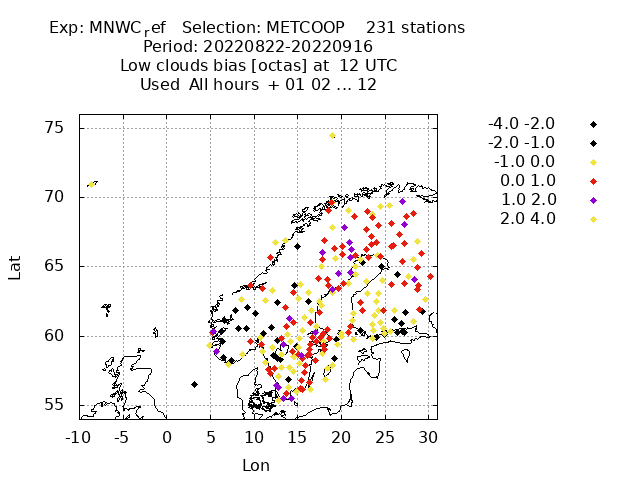 Exp: MNWC_ref   Selection: METCOOP    231 stations
Period: 20220822-20220916
Low clouds bias [octas] at  12 UTC
Used  All hours  + 01 02 ... 12
-4.0 -2.0
-2.0 -1.0
-1.0 0.0
0.0 1.0
1.0 2.0
2.0 4.0
75
70
65
60
55
Lat
-10 -5 0 5 10 15 20 25 30
Lon